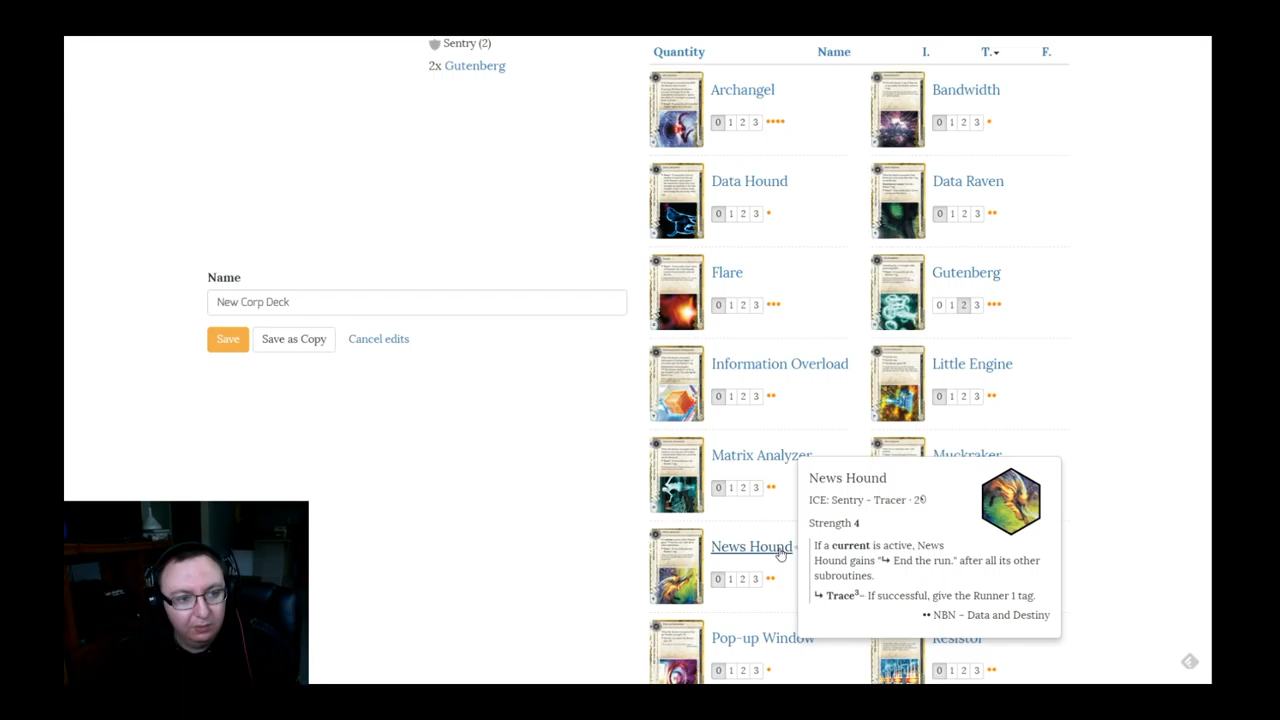 Sentry (2)
2x Gutenberg
Name
New Corp Deck
Save
Save as Copy
Cancel edits
Quantity
Name
I.
T.
F.
Archangel
0 1 2 3
Bandwidth
0 1 2 3
Data Hound
0 1 2 3
Data Raven
0 1 2 3
Flare
0 1 2 3
Gutenberg
0 1 2 3
Information Overload
0 1 2 3
Little Engine
0 1 2 3
Matrix Analyzer
0 1 2 3
Muckraker
News Hound
0 1 2 3
News Hound
ICE: Sentry - Tracer · 2
Strength 4
If a current is active, News
Hound gains "↳ End the run." after all its other
subroutines.
↳ Trace³– If successful, give the Runner 1 tag.
•• NBN – Data and Destiny
Pop-up Window
0 1 2 3
Resistor
0 1 2 3